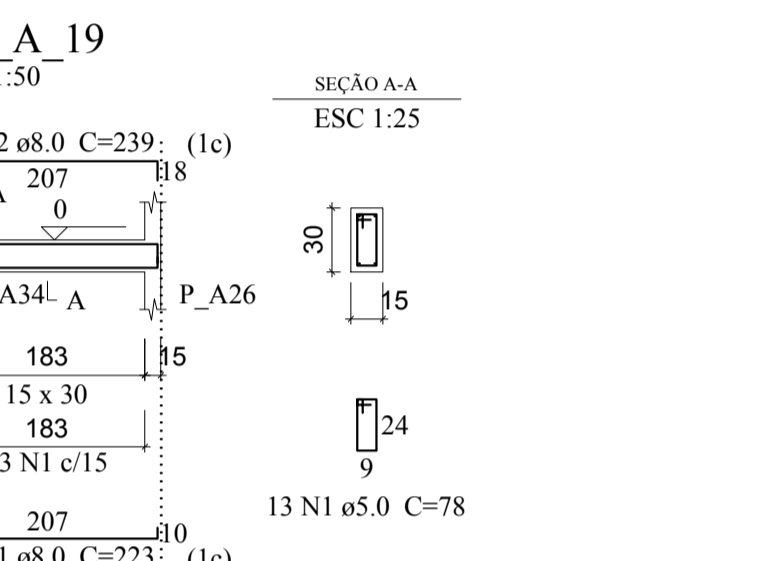 _A_19
:50
SEÇÃO A-A
ESC 1:25
2 ø8.0 C=239 (1c)
207
18
0
30
A34
A
P_A26
15
183
15
15 x 30
183
24
3 N1 c/15
9
13 N1 ø5.0 C=78
207
10
1 ø8.0 C=223 (1c)